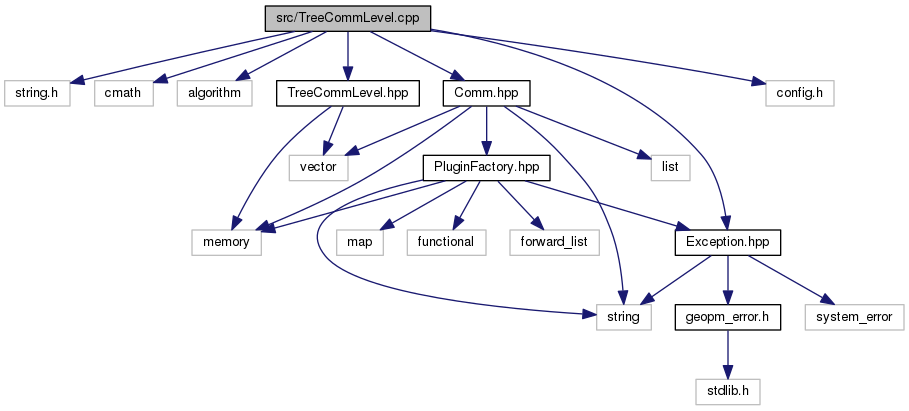 src/TreeCommLevel.cpp
string.h
cmath
algorithm
TreeCommLevel.hpp
Comm.hpp
config.h
vector
PluginFactory.hpp
list
memory
map
functional
forward_list
Exception.hpp
string
geopm_error.h
system_error
stdlib.h